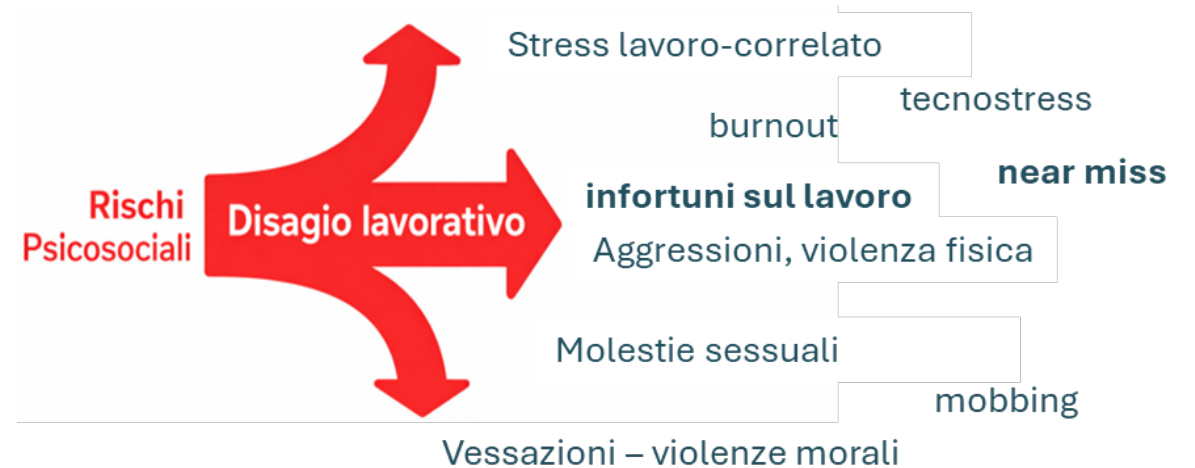 Stress lavoro-correlato
tecnostress
burnout
near miss
Rischi
Psicosociali
Disagio lavorativo
infortuni sul lavoro
Aggressioni, violenza fisica
Molestie sessuali
mobbing
Vessazioni – violenze morali